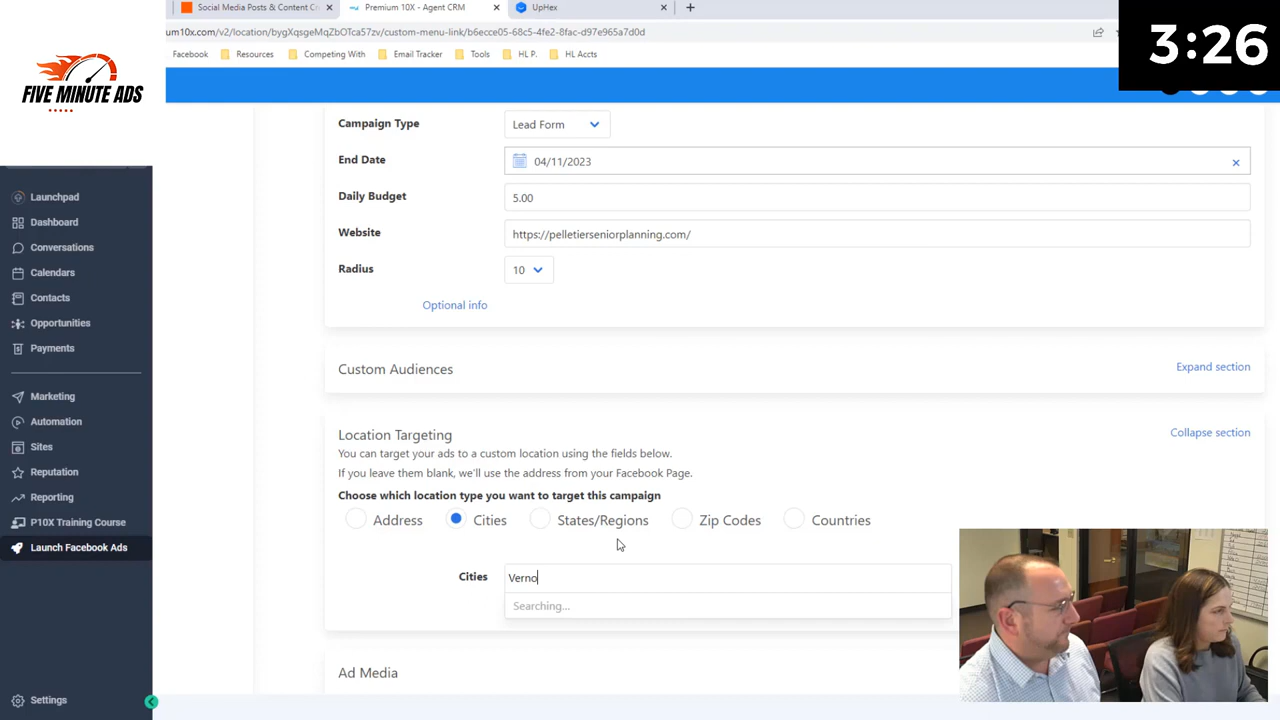 Social Media Posts & Content Cr
Premium 10X - Agent CRM
UpHex
3:26
um10x.com/v2/location/bygXqsgeMqZbOTca57zv/custom-menu-link/b6ecce05-68c5-4fe2-8fac-d97e965a7d0d
Facebook
Resources
Competing With
Email Tracker
Tools
HL P.
HL Accts
FIVE MINUTE ADS
Launchpad
Dashboard
Conversations
Calendars
Contacts
Opportunities
Payments
Marketing
Automation
Sites
Reputation
Reporting
P10X Training Course
Launch Facebook Ads
Settings
Campaign Type
Lead Form
End Date
04/11/2023
Daily Budget
5.00
Website
https://pelletierseniorplanning.com/
Radius
10
Optional info
Custom Audiences
Expand section
Location Targeting
Collapse section
You can target your ads to a custom location using the fields below.
If you leave them blank, we'll use the address from your Facebook Page.
Choose which location type you want to target this campaign
Address
Cities
States/Regions
Zip Codes
Countries
Cities
Verno
Searching...
Ad Media